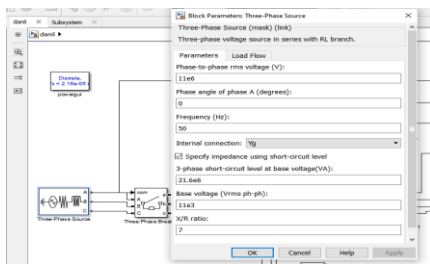 danil × Subsystem ×
danil
Discrete,
s = 2.16e-05 s
powergui
A
B
C
Three-Phase Source
com
A
B
C
Three-Phase Break
Block Parameters: Three-Phase Source ×
Three-Phase Source (mask) (link)
Three-phase voltage source in series with RL branch.
Parameters Load Flow
Phase-to-phase rms voltage (V):
11e6
Phase angle of phase A (degrees):
0
Frequency (Hz):
50
Internal connection: Yg
Specify impedance using short-circuit level
3-phase short-circuit level at base voltage(VA):
21.6e6
Base voltage (Vrms ph-ph):
11e3
X/R ratio:
7
OK Cancel Help Apply